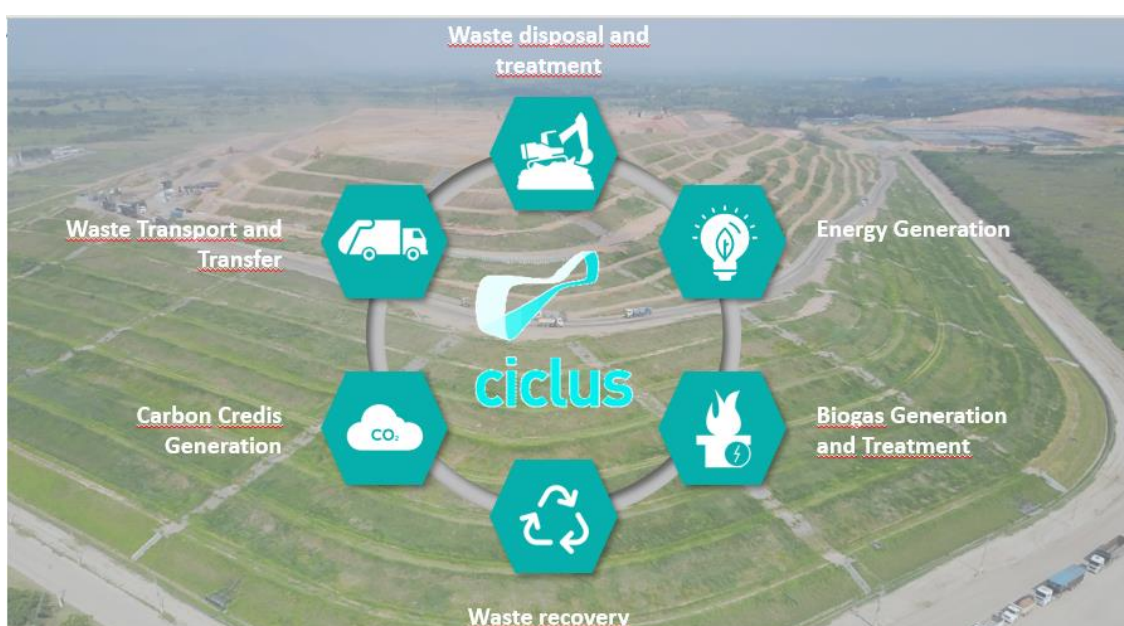 Waste disposal and
treatment
Waste Transport and
Transfer
Energy Generation
ciclus
Carbon Credis
Generation
CO₂
Biogas Generation
and Treatment
Waste recovery